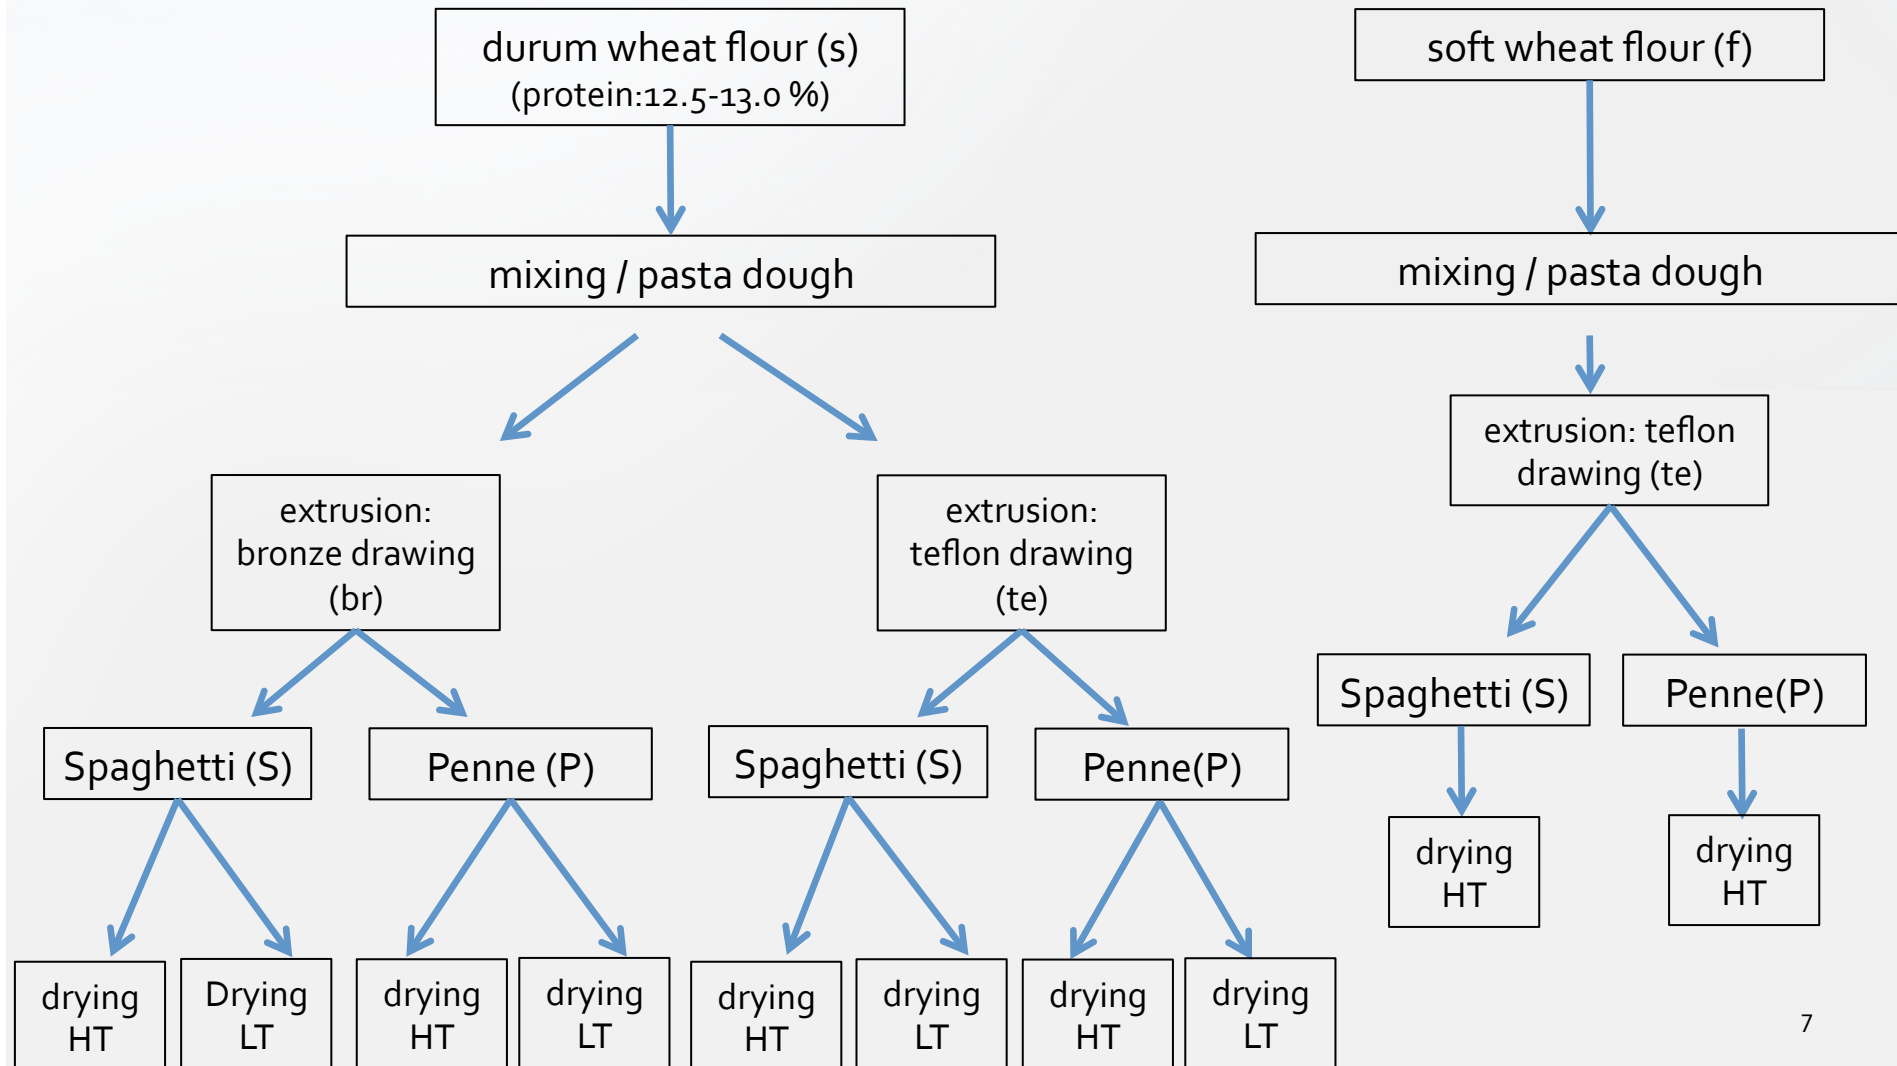 durum wheat flour (s)
(protein:12.5-13.0 %)
soft wheat flour (f)
mixing / pasta dough
mixing / pasta dough
extrusion: teflon
drawing (te)
extrusion:
bronze drawing
(br)
extrusion:
teflon drawing
(te)
Spaghetti (S)
Penne(P)
Spaghetti (S)
Penne (P)
Spaghetti (S)
Penne(P)
drying
HT
drying
HT
drying
HT
Drying
LT
drying
HT
drying
LT
drying
HT
drying
LT
drying
HT
drying
LT
7